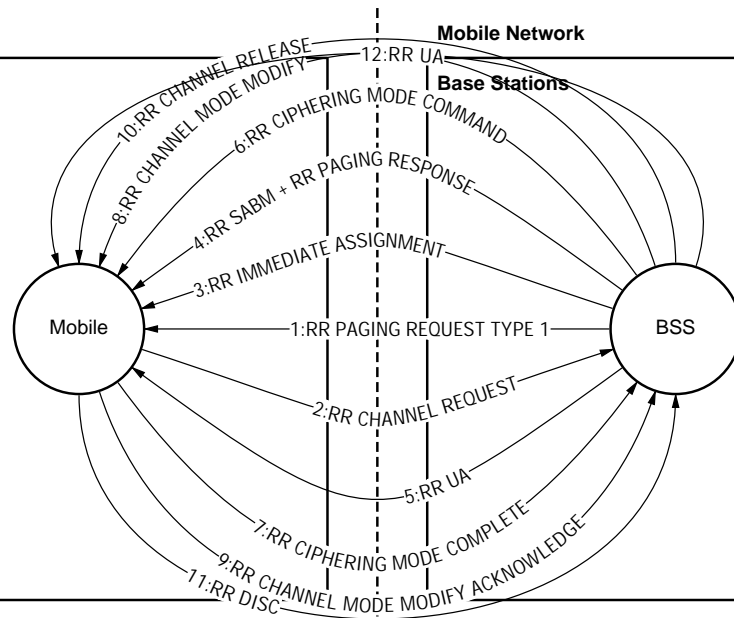 Mobile Network
12:RR UA
Base Stations
10:RR CHANNEL RELEASE
8:RR CHANNEL MODE MODIFY
6:RR CIPHERING MODE COMMAND
4:RR SABM + RR PAGING RESPONSE
3:RR IMMEDIATE ASSIGNMENT
Mobile
1:RR PAGING REQUEST TYPE 1
BSS
2:RR CHANNEL REQUEST
5:RR UA
7:RR CIPHERING MODE COMPLETE
9:RR CHANNEL MODE MODIFY ACKNOWLEDGE
11:RR DISC